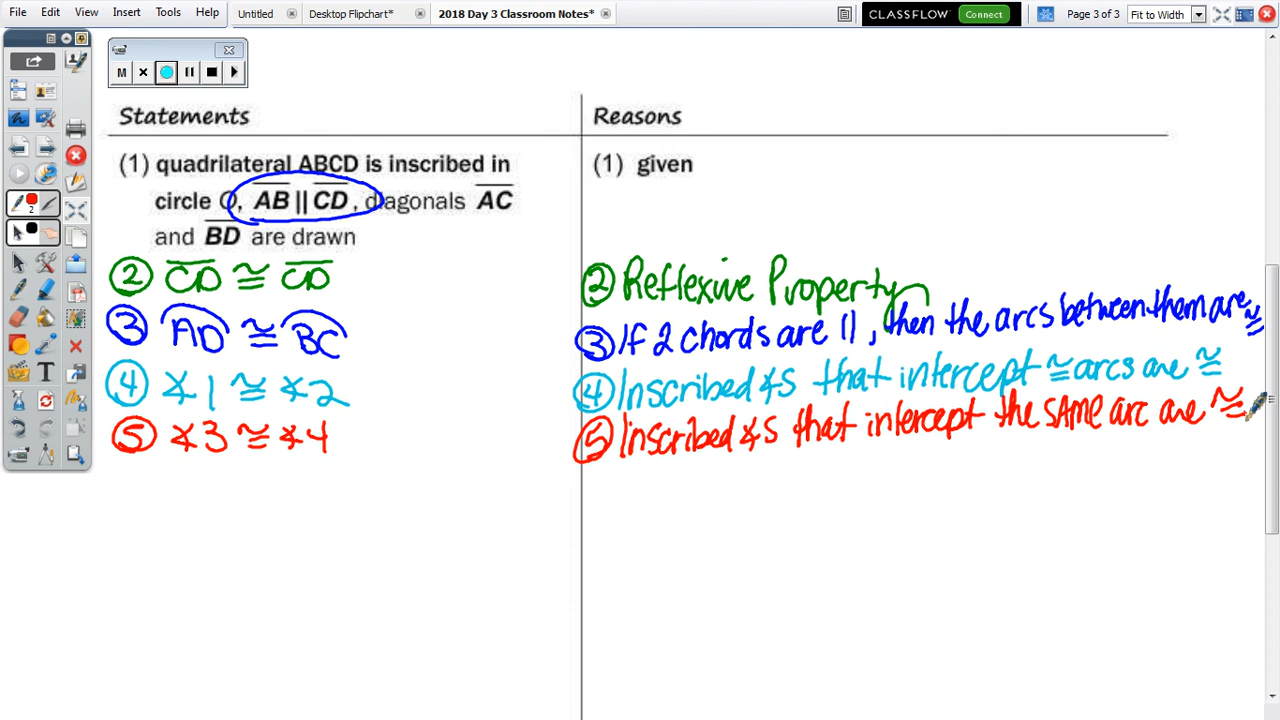 File Edit View Insert Tools Help
Untitled
Desktop Flipchart*
2018 Day 3 Classroom Notes*
CLASSFLOW Connect
Page 3 of 3
Fit to Width
M
2
T
Statements
Reasons
(1) quadrilateral ABCD is inscribed in
circle O, AB || CD, diagonals AC
and BD are drawn
(1) given
② CD ≅ CD
② Reflexive Property
③ AD ≅ BC
③ If 2 chords are ||, then the arcs between them are ≅
④ ∡1 ≅ ∡2
④ Inscribed ∡s that intercept ≅ arcs are ≅
⑤ ∡3 ≅ ∡4
⑤ Inscribed ∡s that intercept the SAME arc are ≅